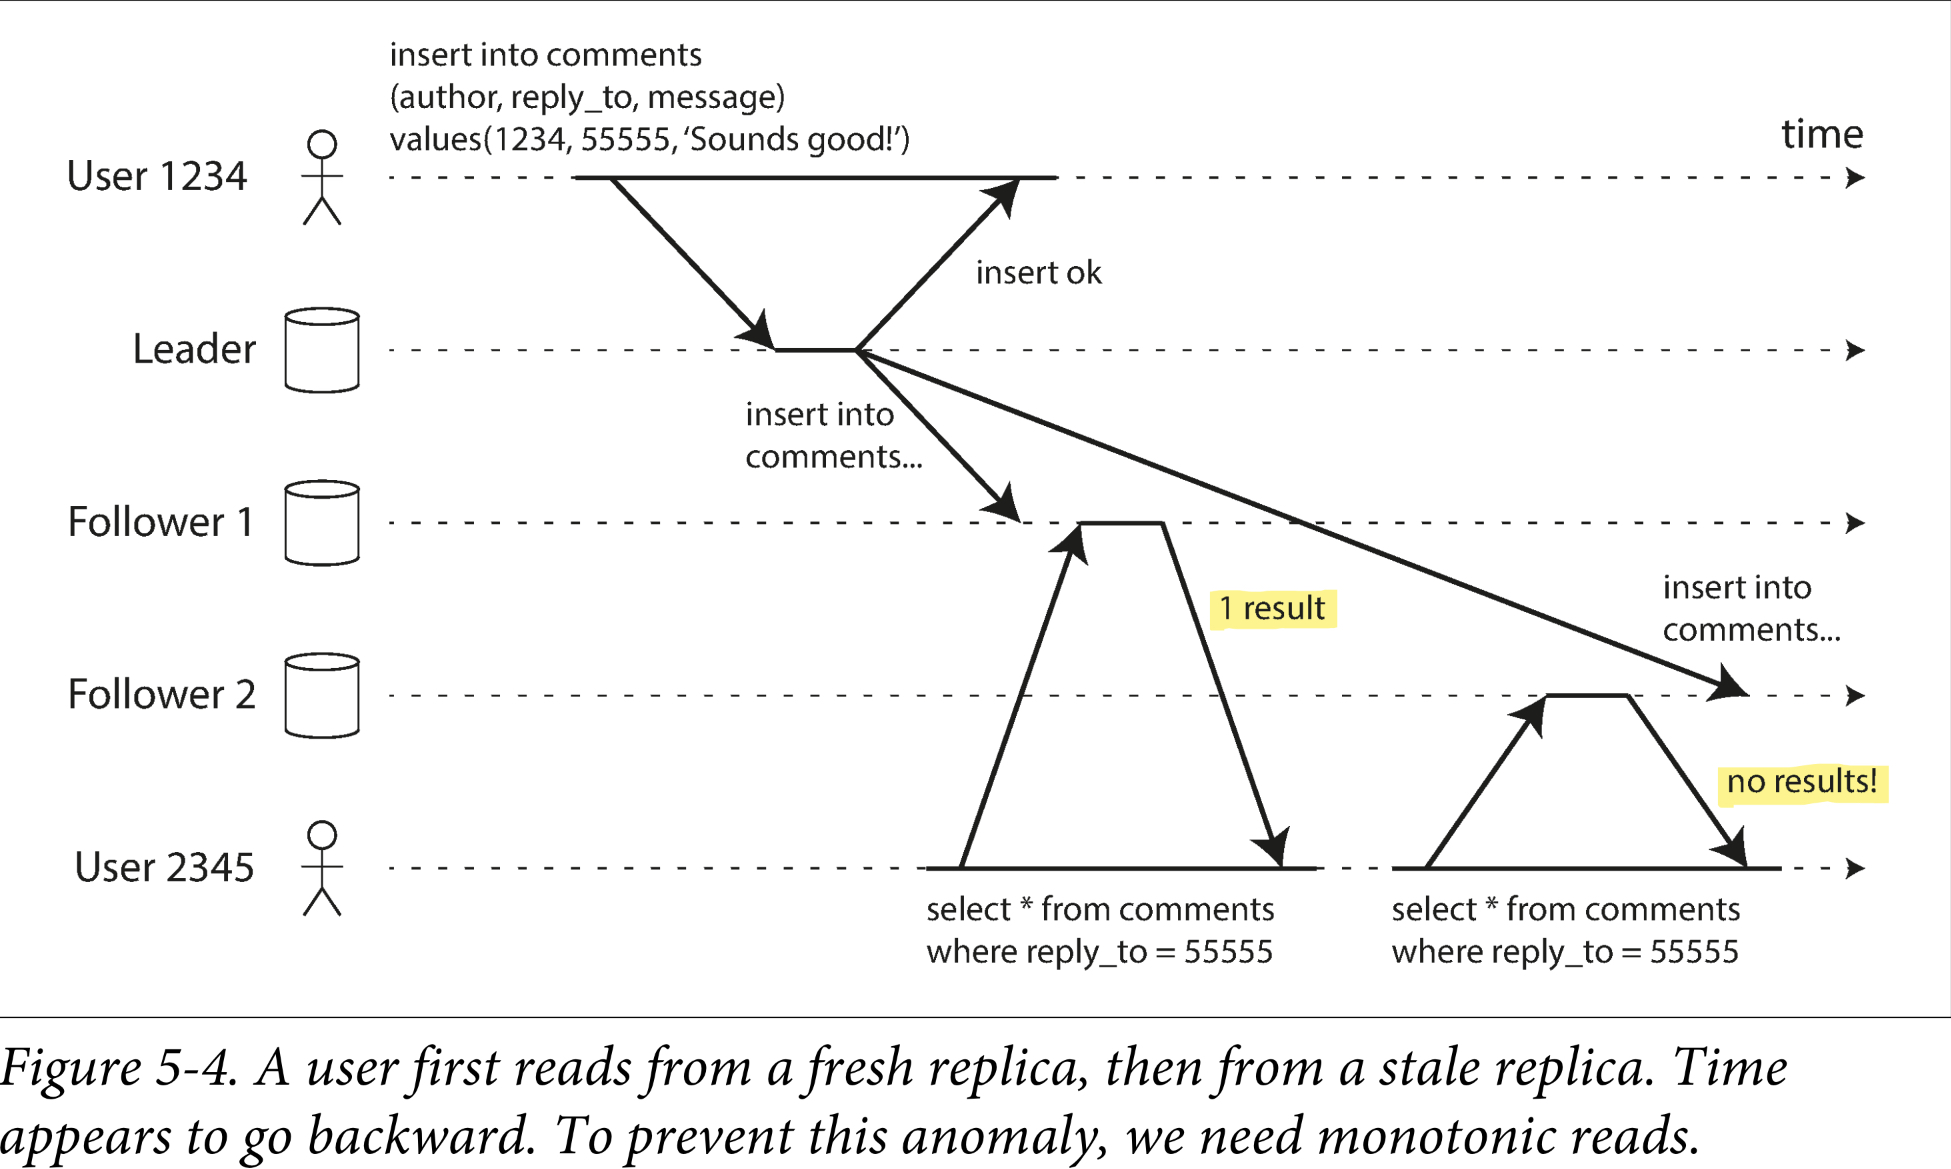 insert into comments
(author, reply_to, message)
values(1234, 55555, ‘Sounds good!’)
time
User 1234
insert ok
Leader
insert into
comments...
Follower 1
1 result
insert into
comments...
Follower 2
no results!
User 2345
select * from comments
where reply_to = 55555
select * from comments
where reply_to = 55555
Figure 5-4. A user first reads from a fresh replica, then from a stale replica. Time
appears to go backward. To prevent this anomaly, we need monotonic reads.